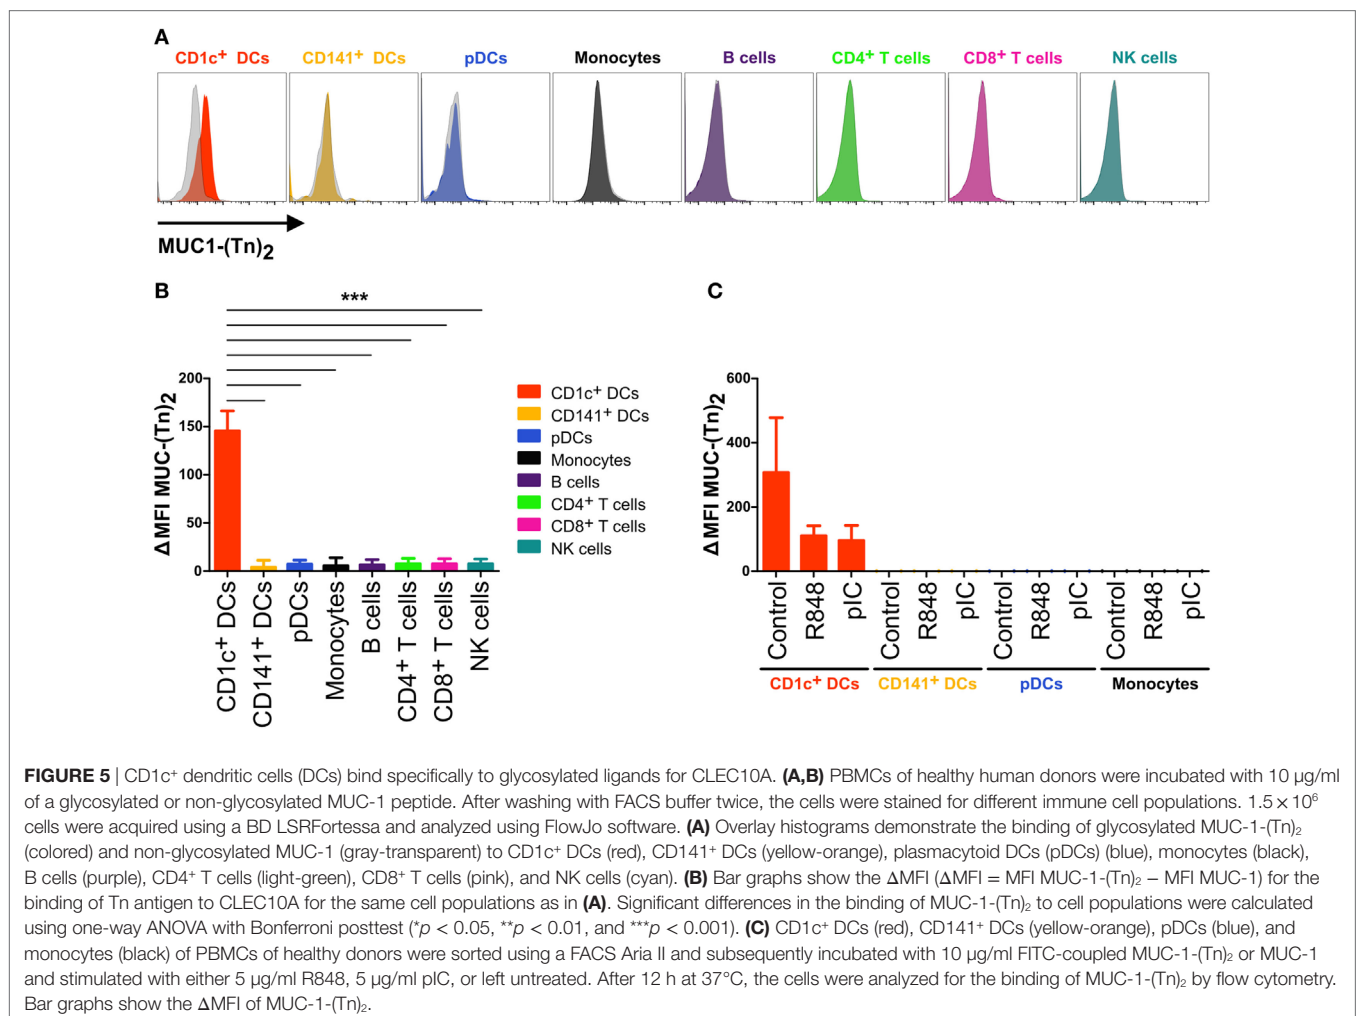 A
CD1c⁺ DCs
CD141⁺ DCs
pDCs
Monocytes
B cells
CD4⁺ T cells
CD8⁺ T cells
NK cells
MUC1-(Tn)₂
B
***
ΔMFI MUC-(Tn)₂
200
150
100
50
0
CD1c⁺ DCs
CD141⁺ DCs
pDCs
Monocytes
B cells
CD4⁺ T cells
CD8⁺ T cells
NK cells
CD1c⁺ DCs
CD141⁺ DCs
pDCs
Monocytes
B cells
CD4⁺ T cells
CD8⁺ T cells
NK cells
C
ΔMFI MUC-(Tn)₂
600
400
200
0
Control
R848
pIC
Control
R848
pIC
Control
R848
pIC
Control
R848
pIC
CD1c⁺ DCs
CD141⁺ DCs
pDCs
Monocytes
FIGURE 5 | CD1c⁺ dendritic cells (DCs) bind specifically to glycosylated ligands for CLEC10A. (A,B) PBMCs of healthy human donors were incubated with 10 µg/ml
of a glycosylated or non-glycosylated MUC-1 peptide. After washing with FACS buffer twice, the cells were stained for different immune cell populations. 1.5 × 10⁶
cells were acquired using a BD LSRFortessa and analyzed using FlowJo software. (A) Overlay histograms demonstrate the binding of glycosylated MUC-1-(Tn)₂
(colored) and non-glycosylated MUC-1 (gray-transparent) to CD1c⁺ DCs (red), CD141⁺ DCs (yellow-orange), plasmacytoid DCs (pDCs) (blue), monocytes (black),
B cells (purple), CD4⁺ T cells (light-green), CD8⁺ T cells (pink), and NK cells (cyan). (B) Bar graphs show the ΔMFI (ΔMFI = MFI MUC-1-(Tn)₂ − MFI MUC-1) for the
binding of Tn antigen to CLEC10A for the same cell populations as in (A). Significant differences in the binding of MUC-1-(Tn)₂ to cell populations were calculated
using one-way ANOVA with Bonferroni posttest (*p < 0.05, **p < 0.01, and ***p < 0.001). (C) CD1c⁺ DCs (red), CD141⁺ DCs (yellow-orange), pDCs (blue), and
monocytes (black) of PBMCs of healthy donors were sorted using a FACS Aria II and subsequently incubated with 10 µg/ml FITC-coupled MUC-1-(Tn)₂ or MUC-1
and stimulated with either 5 µg/ml R848, 5 µg/ml pIC, or left untreated. After 12 h at 37°C, the cells were analyzed for the binding of MUC-1-(Tn)₂ by flow cytometry.
Bar graphs show the ΔMFI of MUC-1-(Tn)₂.